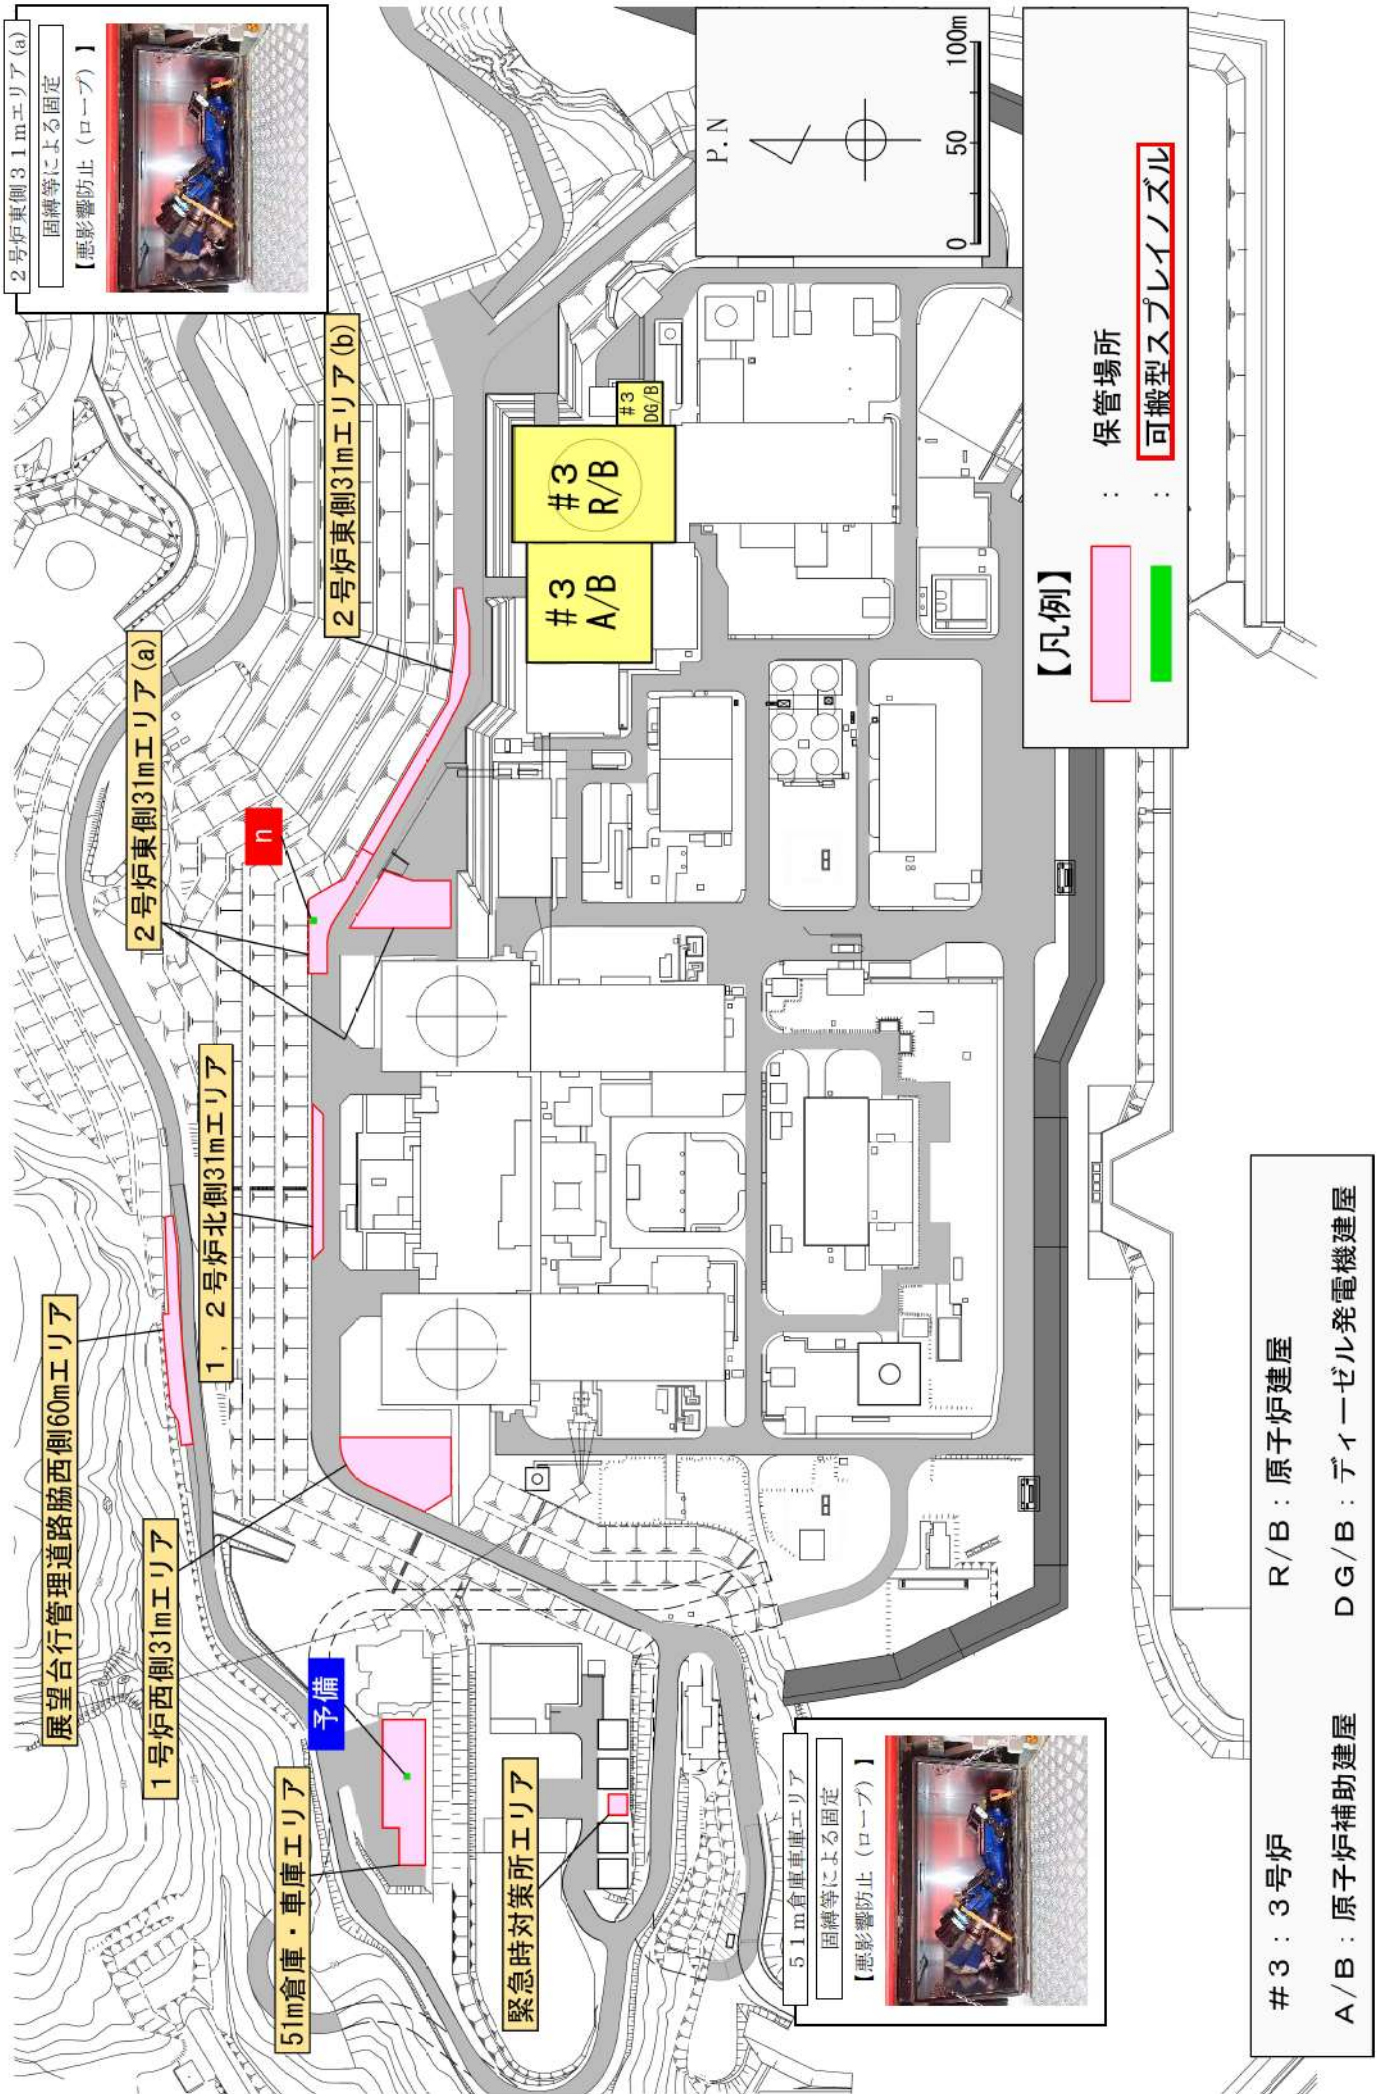 展望台行管理道路脇西側60mエリア
1号炉西側31mエリア
1,2号炉北側31mエリア
2号炉東側31mエリア(a)
2号炉東側31mエリア(b)
51m倉庫・車庫エリア
緊急時対策所エリア
予備
n
#3
A/B
#3
R/B
#3
DG/B
2号炉東側31mエリア(a)
固縛等による固定
【悪影響防止(ロープ)】
51m倉庫車庫エリア
固縛等による固定
【悪影響防止(ロープ)】
P.N
0 50 100m
【凡例】
: 保管場所
: 可搬型スプレイノズル
#3:3号炉 R/B:原子炉建屋
A/B:原子炉補助建屋 DG/B:ディーゼル発電機建屋